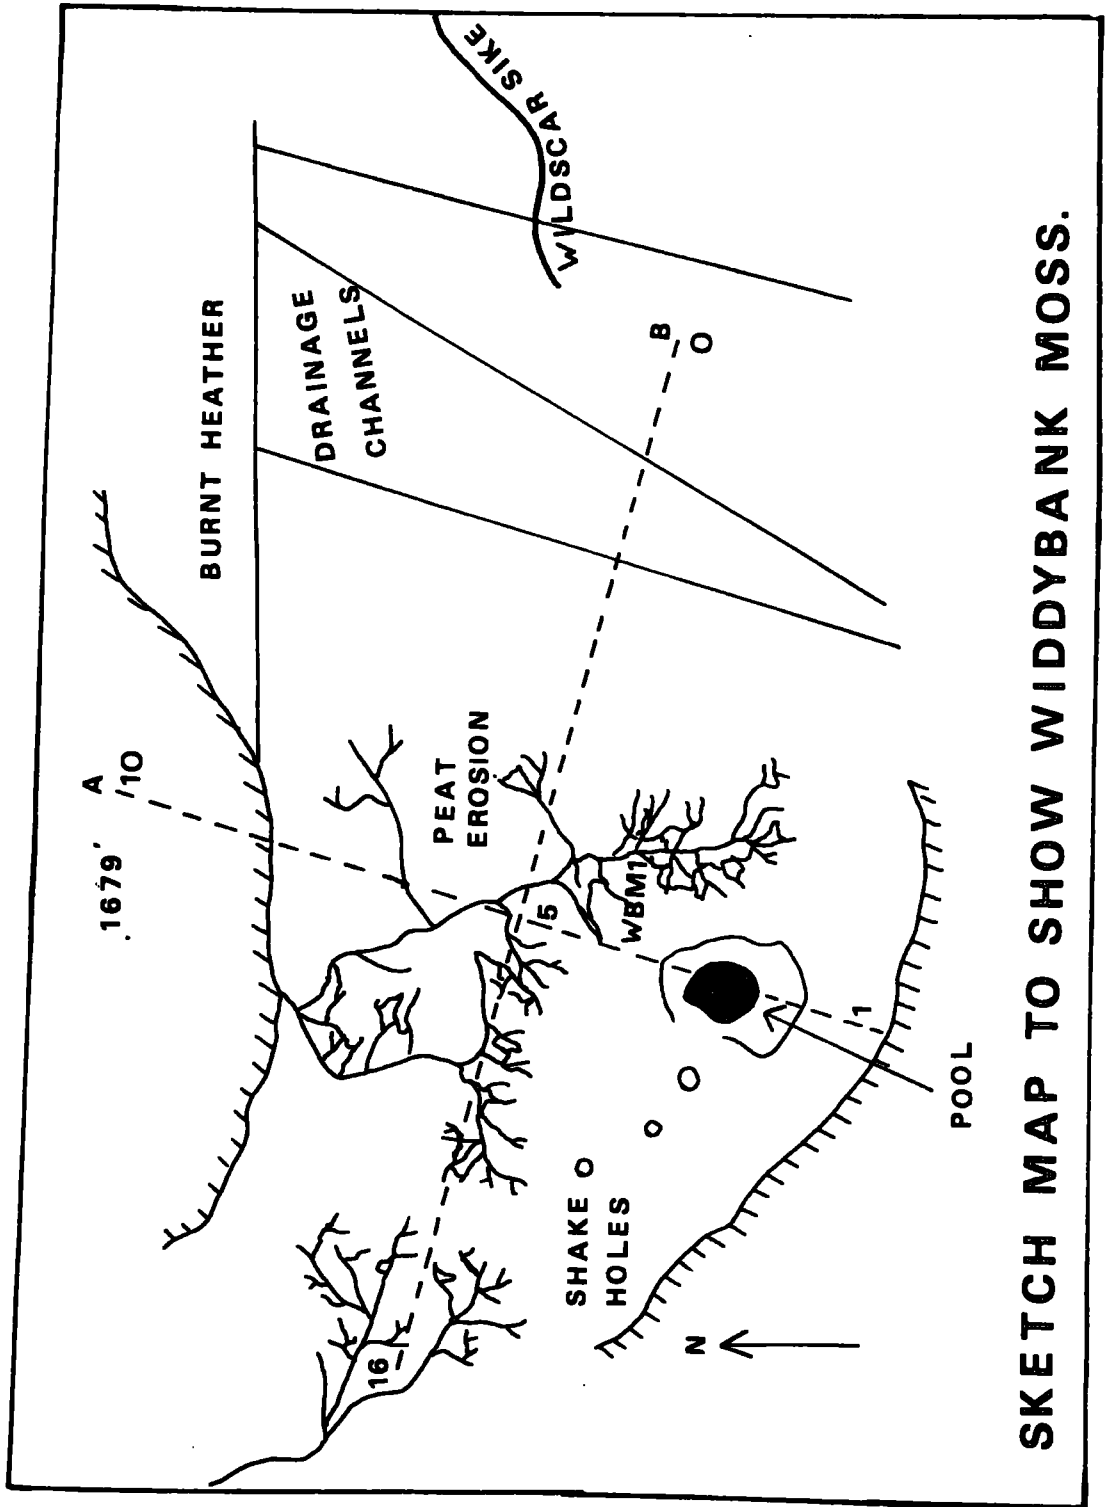 1679'
A
10
BURNT HEATHER
DRAINAGE
CHANNELS
WILDSCAR SIKE
16
PEAT
EROSION
5
WBM1
B
O
SHAKE
HOLES
N
1
POOL
SKETCH MAP TO SHOW WIDDYBANK MOSS.